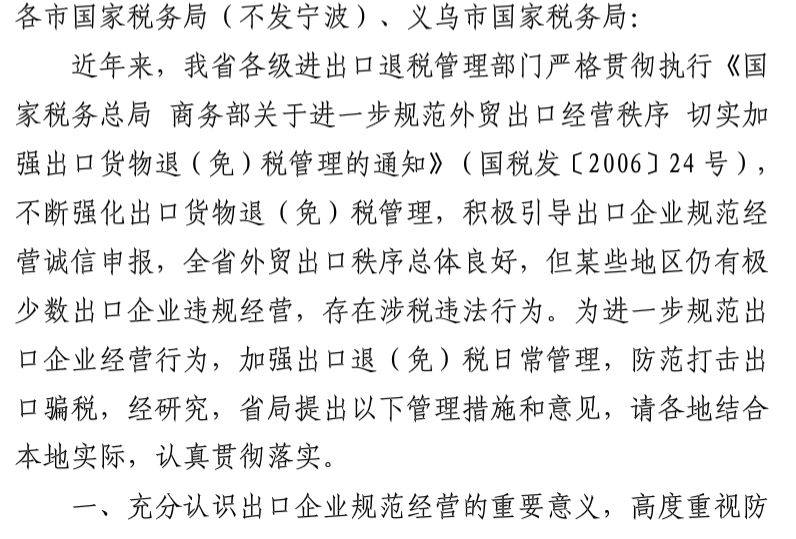 各市国家税务局（不发宁波）、义乌市国家税务局：
近年来，我省各级进出口退税管理部门严格贯彻执行《国
家税务总局 商务部关于进一步规范外贸出口经营秩序 切实加
强出口货物退（免）税管理的通知》（国税发〔2006〕24 号），
不断强化出口货物退（免）税管理，积极引导出口企业规范经
营诚信申报，全省外贸出口秩序总体良好，但某些地区仍有极
少数出口企业违规经营，存在涉税违法行为。为进一步规范出
口企业经营行为，加强出口退（免）税日常管理，防范打击出
口骗税，经研究，省局提出以下管理措施和意见，请各地结合
本地实际，认真贯彻落实。
一、充分认识出口企业规范经营的重要意义，高度重视防